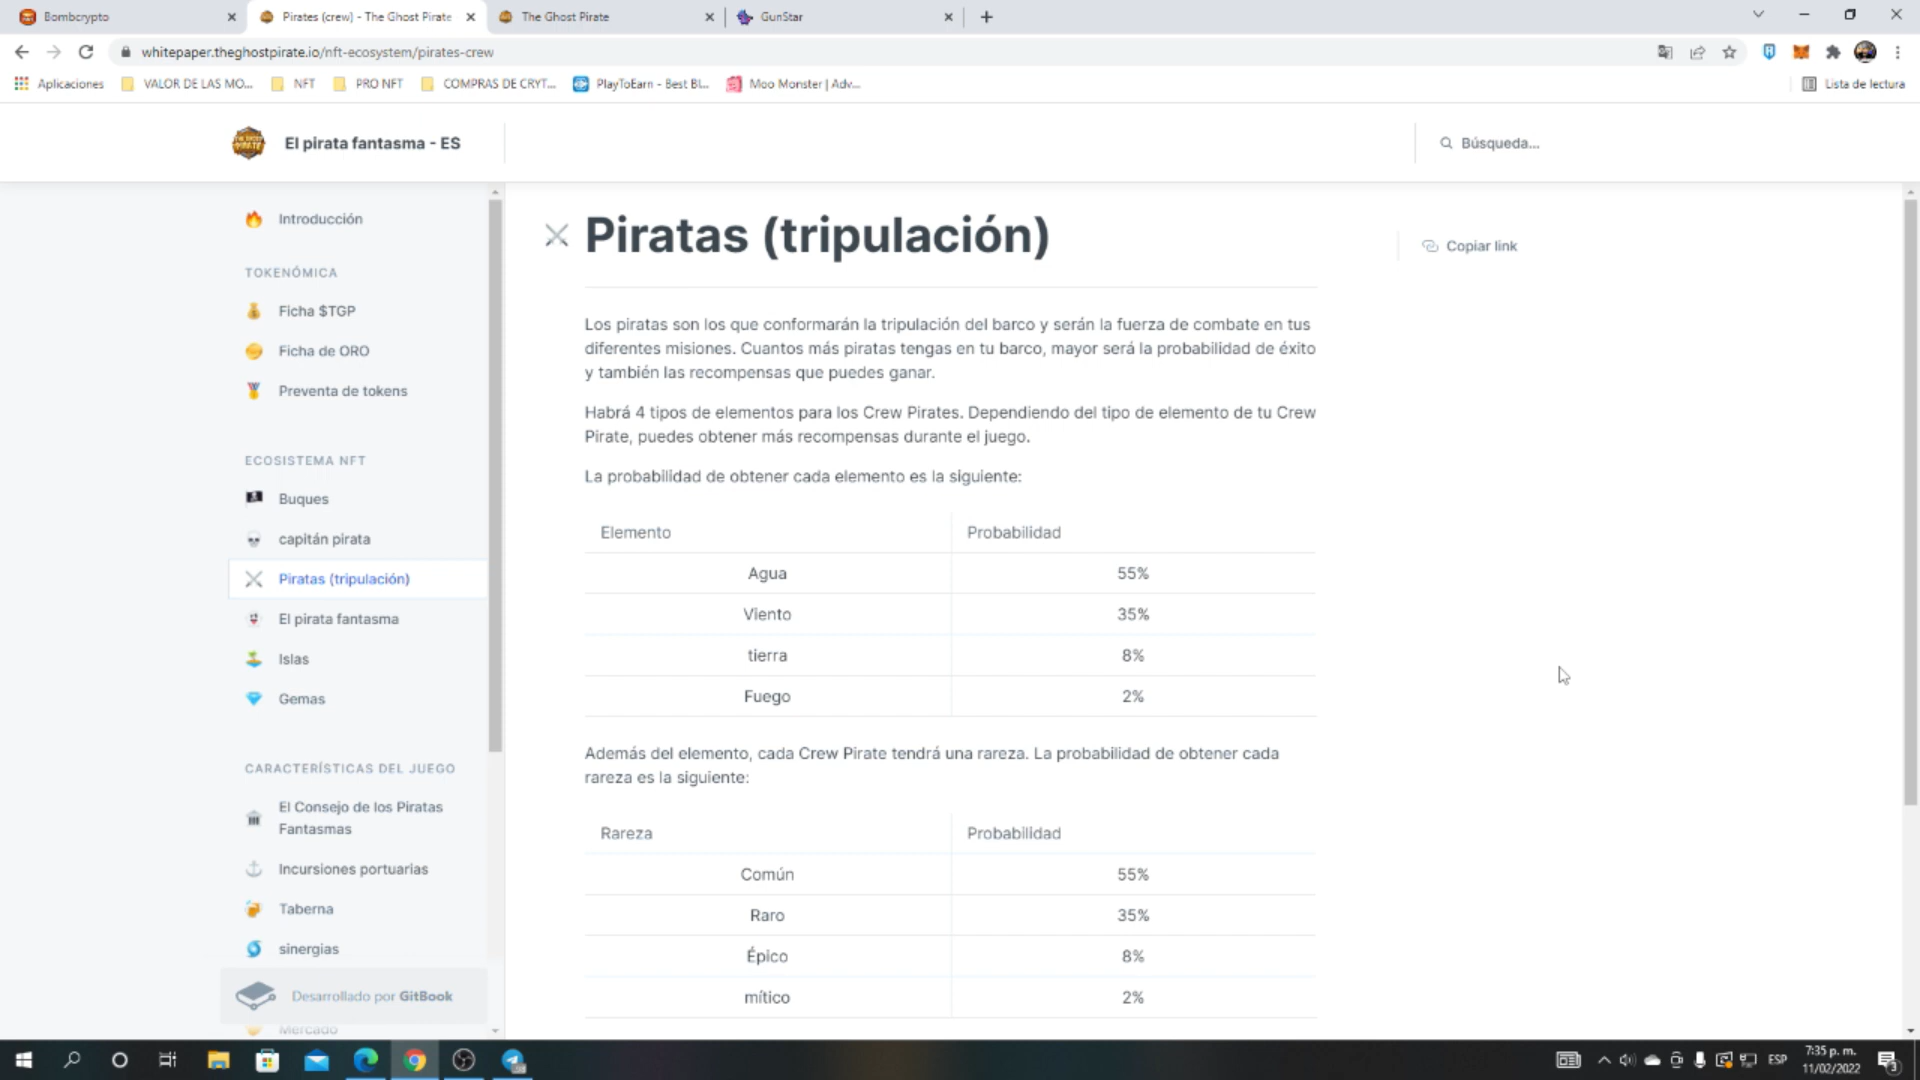 Bombcrypto
Pirates (crew) - The Ghost Pirate
The Ghost Pirate
GunStar
whitepaper.theghostpirate.io/nft-ecosystem/pirates-crew
Aplicaciones
VALOR DE LAS MO...
NFT
PRO NFT
COMPRAS DE CRYT...
PlayToEarn - Best Bl...
Moo Monster | Adv...
Lista de lectura
El pirata fantasma - ES
Búsqueda...
Introducción
TOKENÓMICA
Ficha $TGP
Ficha de ORO
Preventa de tokens
ECOSISTEMA NFT
Buques
capitán pirata
Piratas (tripulación)
El pirata fantasma
Islas
Gemas
CARACTERÍSTICAS DEL JUEGO
El Consejo de los Piratas
Fantasmas
Incursiones portuarias
Taberna
sinergias
Desarrollado por GitBook
Mercado
Piratas (tripulación)
Copiar link
Los piratas son los que conformarán la tripulación del barco y serán la fuerza de combate en tus
diferentes misiones. Cuantos más piratas tengas en tu barco, mayor será la probabilidad de éxito
y también las recompensas que puedes ganar.
Habrá 4 tipos de elementos para los Crew Pirates. Dependiendo del tipo de elemento de tu Crew
Pirate, puedes obtener más recompensas durante el juego.
La probabilidad de obtener cada elemento es la siguiente:
Elemento Probabilidad
Agua 55%
Viento 35%
tierra 8%
Fuego 2%
Además del elemento, cada Crew Pirate tendrá una rareza. La probabilidad de obtener cada
rareza es la siguiente:
Rareza Probabilidad
Común 55%
Raro 35%
Épico 8%
mítico 2%
ESP
7:35 p. m.
11/02/2022
3